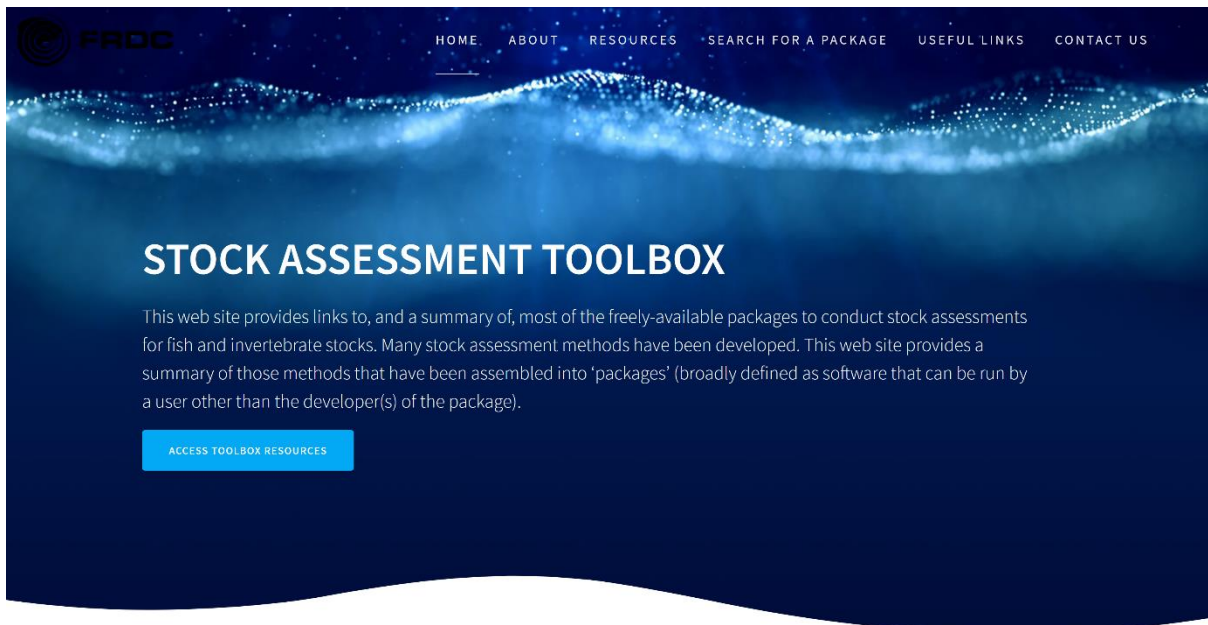 FRDC
HOME ABOUT RESOURCES SEARCH FOR A PACKAGE USEFUL LINKS CONTACT US
STOCK ASSESSMENT TOOLBOX
This web site provides links to, and a summary of, most of the freely-available packages to conduct stock assessments
for fish and invertebrate stocks. Many stock assessment methods have been developed. This web site provides a
summary of those methods that have been assembled into ‘packages’ (broadly defined as software that can be run by
a user other than the developer(s) of the package).
ACCESS TOOLBOX RESOURCES